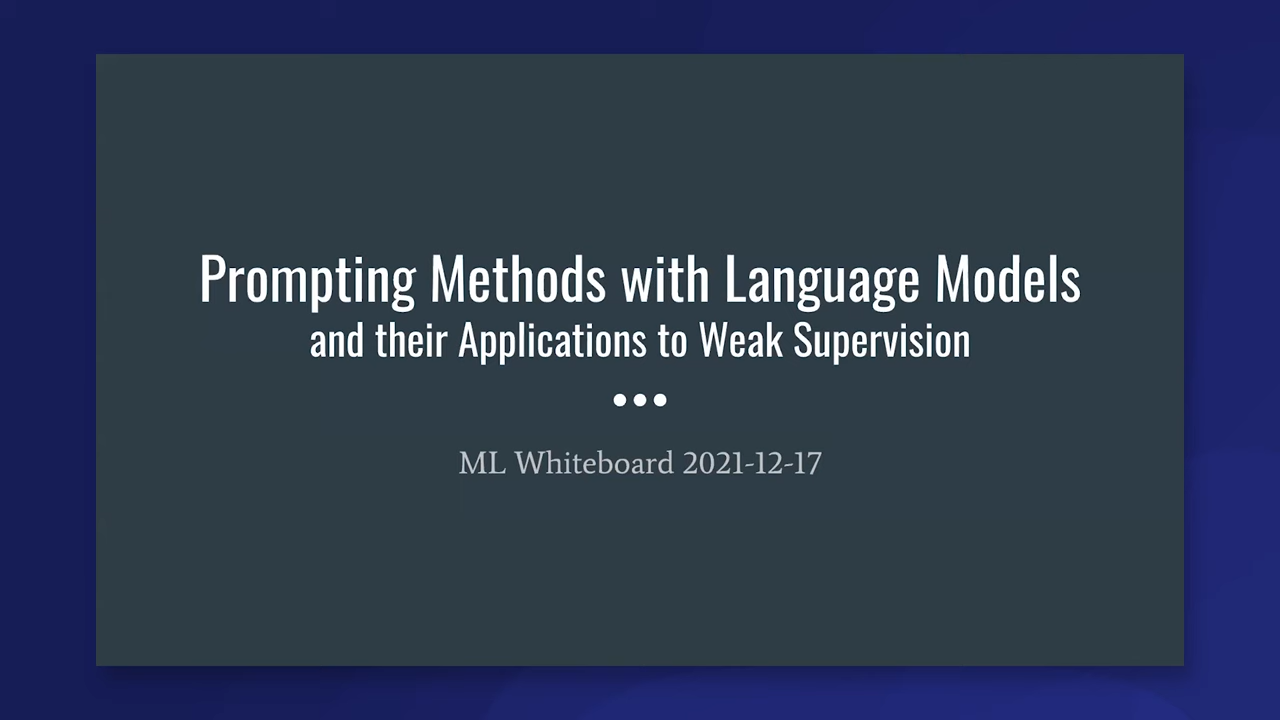 Prompting Methods with Language Models
and their Applications to Weak Supervision
ML Whiteboard 2021-12-17